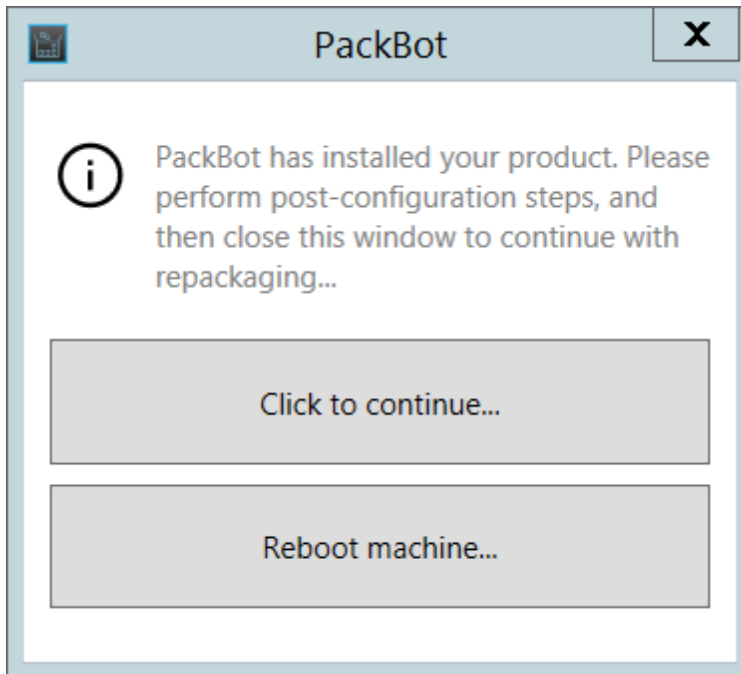 PackBot
X
PackBot has installed your product. Please
perform post-configuration steps, and
then close this window to continue with
repackaging...
Click to continue...
Reboot machine...